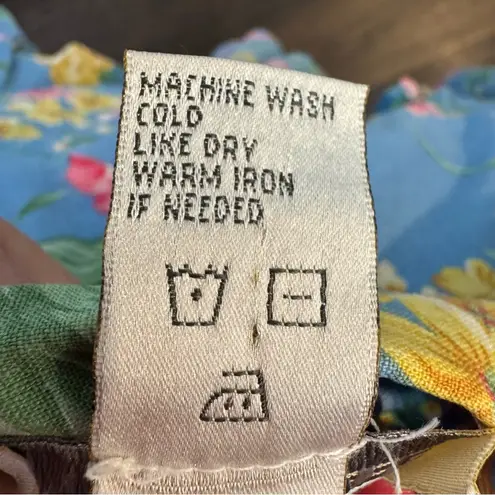 MACHINE WASH
COLD
LIKE DRY
WARM IRON
IF NEEDED